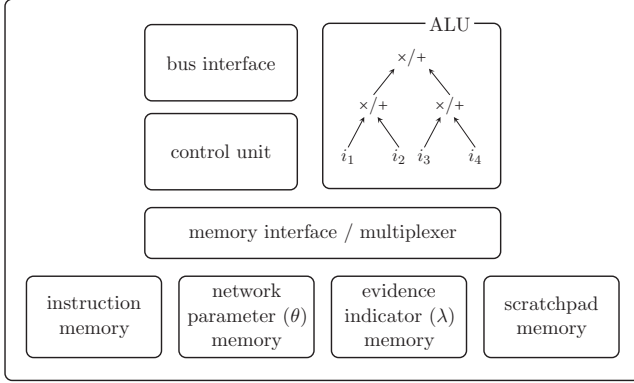 ALU
bus interface
×/+
×/+ ×/+
i₁ i₂ i₃ i₄
control unit
memory interface / multiplexer
instruction
memory
network
parameter (θ)
memory
evidence
indicator (λ)
memory
scratchpad
memory